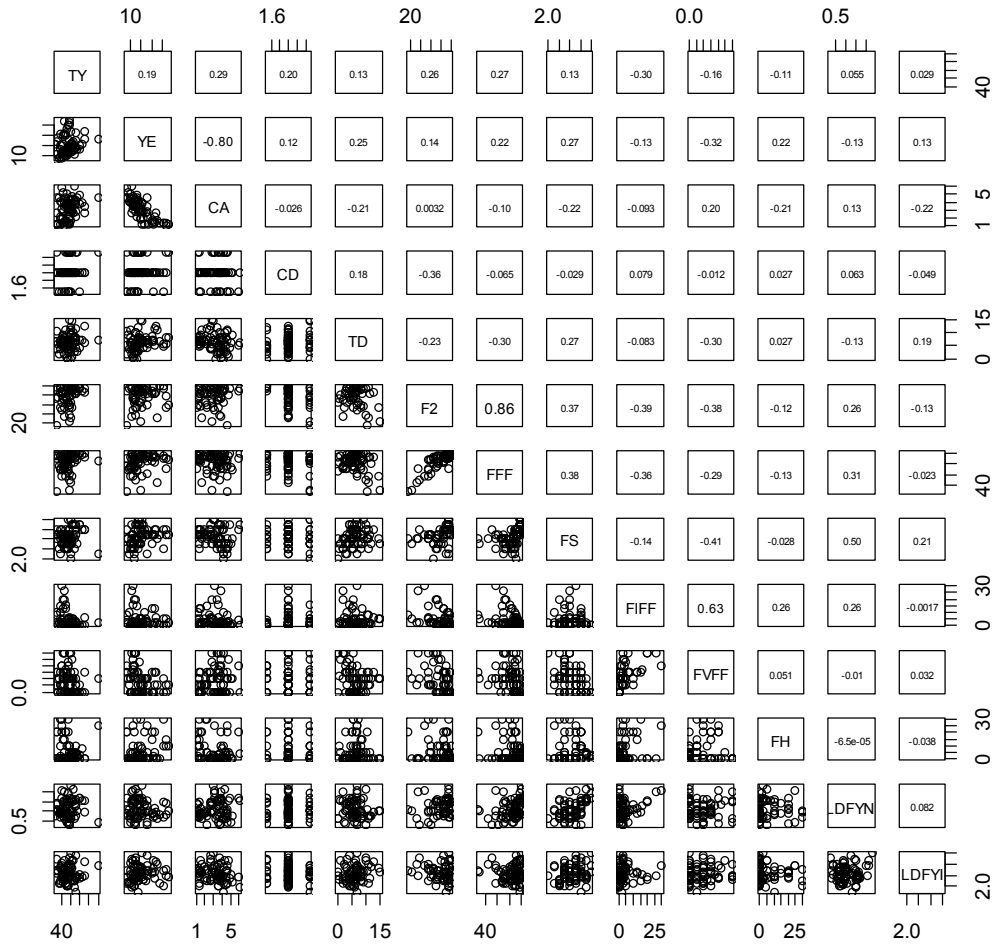 1.6 20 2.0 0.0 0.5
TY 0.19 0.29 0.20 0.13 0.26 0.27 0.13 -0.30 -0.16 -0.11 0.055 0.029 40
10 YE -0.80 0.12 0.25 0.14 0.22 0.27 -0.13 -0.32 0.22 -0.13 0.13
CA -0.026 -0.21 0.0032 -0.10 -0.22 -0.093 0.20 -0.21 0.13 -0.22 1 5
1.6 CD 0.18 -0.36 -0.065 -0.029 0.079 -0.012 0.027 0.063 -0.049
TD -0.23 -0.30 0.27 -0.083 -0.30 0.027 -0.13 0.19 0 15
20 F2 0.86 0.37 -0.39 -0.38 -0.12 0.26 -0.13
FFF 0.38 -0.36 -0.29 -0.13 0.31 -0.023 40
2.0 FS -0.14 -0.41 -0.028 0.50 0.21
FIFF 0.63 0.26 0.26 -0.0017 0 30
0.0 FVFF 0.051 -0.01 0.032
FH -6.5e-05 -0.038 0 30
0.5 LDFYN 0.082
LDFYI 2.0
40 1 5 0 15 40 0 25 0 25 2.0